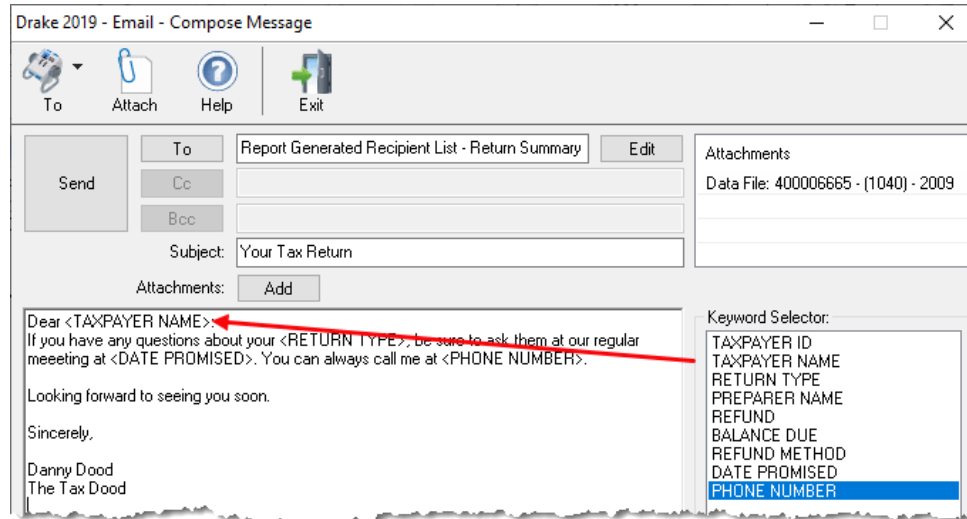 Drake 2019 - Email - Compose Message
To
Attach
Help
Exit
Send
To
Report Generated Recipient List - Return Summary
Edit
Cc
Bcc
Subject:
Your Tax Return
Attachments:
Add
Attachments
Data File: 400006665 - (1040) - 2009
Dear <TAXPAYER NAME>:
If you have any questions about your <RETURN TYPE>, be sure to ask them at our regular
meeeting at <DATE PROMISED>. You can always call me at <PHONE NUMBER>.
Looking forward to seeing you soon.
Sincerely,
Danny Dood
The Tax Dood
Keyword Selector:
TAXPAYER ID
TAXPAYER NAME
RETURN TYPE
PREPARER NAME
REFUND
BALANCE DUE
REFUND METHOD
DATE PROMISED
PHONE NUMBER